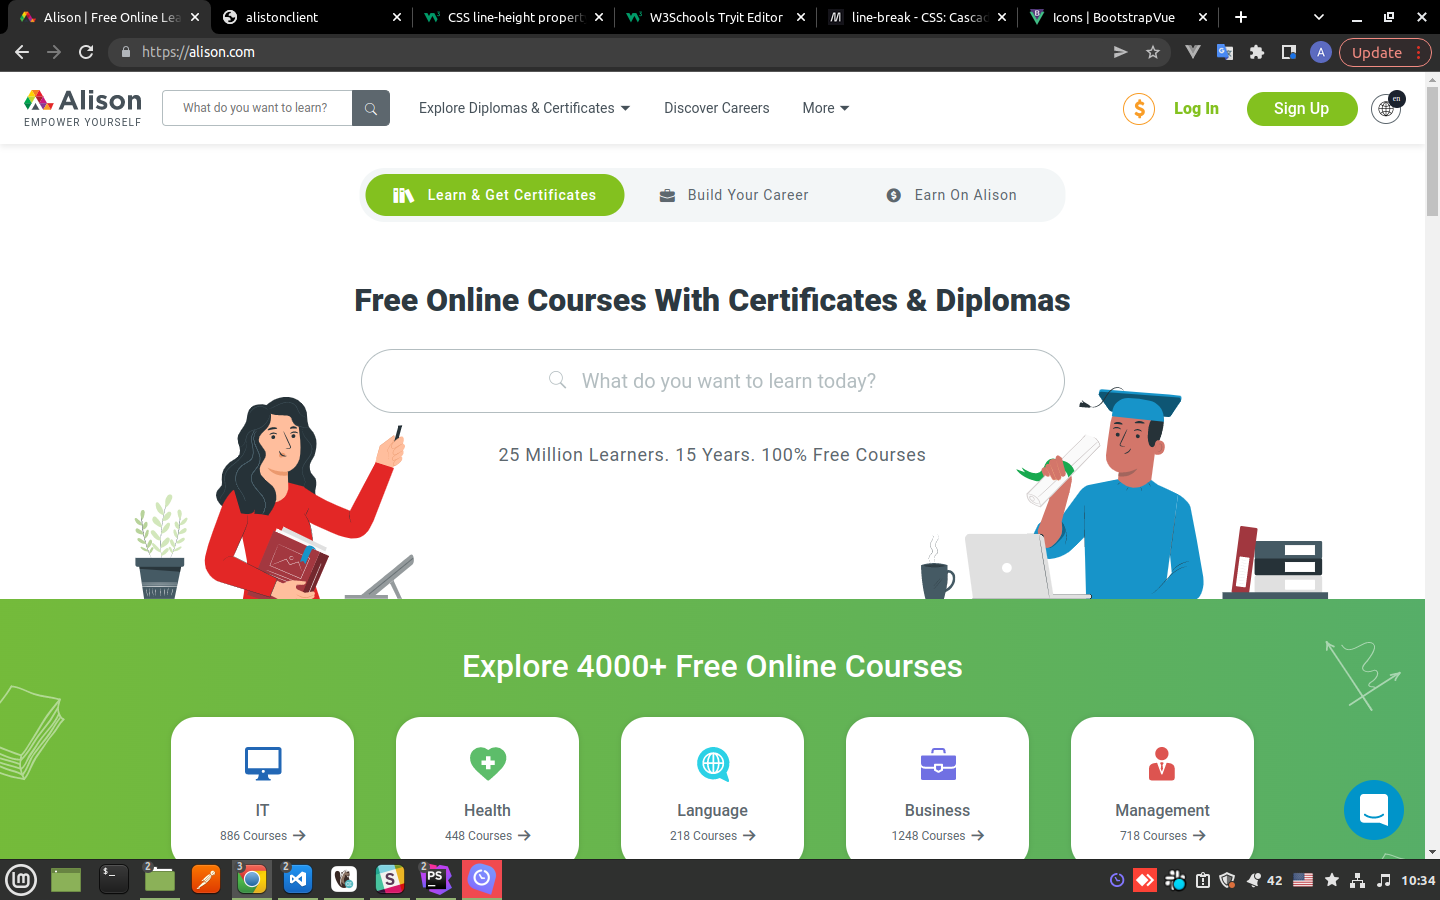 Alison | Free Online Lea
alistonclient
CSS line-height propert
W3Schools Tryit Editor
line-break - CSS: Cascad
Icons | BootstrapVue
https://alison.com
A
Update
Alison
EMPOWER YOURSELF
What do you want to learn?
Explore Diplomas & Certificates
Discover Careers
More
$
Log In
Sign Up
en
Learn & Get Certificates
Build Your Career
$
Earn On Alison
Free Online Courses With Certificates & Diplomas
What do you want to learn today?
25 Million Learners. 15 Years. 100% Free Courses
Explore 4000+ Free Online Courses
IT
886 Courses
Health
448 Courses
Language
218 Courses
Business
1248 Courses
Management
718 Courses
$_
2
3
2
S
2
PS
42
10:34